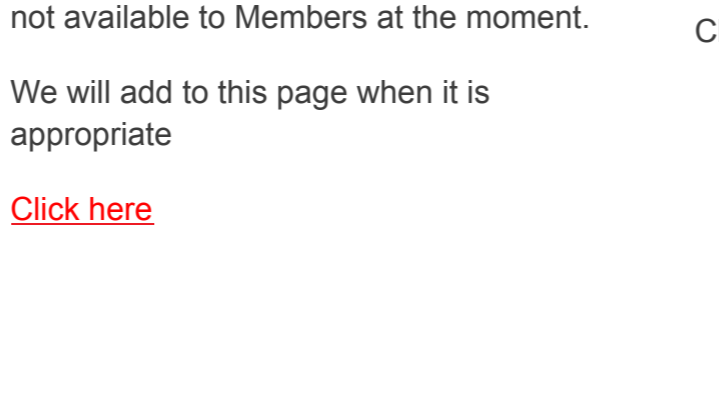 not available to Members at the moment.
C
We will add to this page when it is
appropriate
Click here